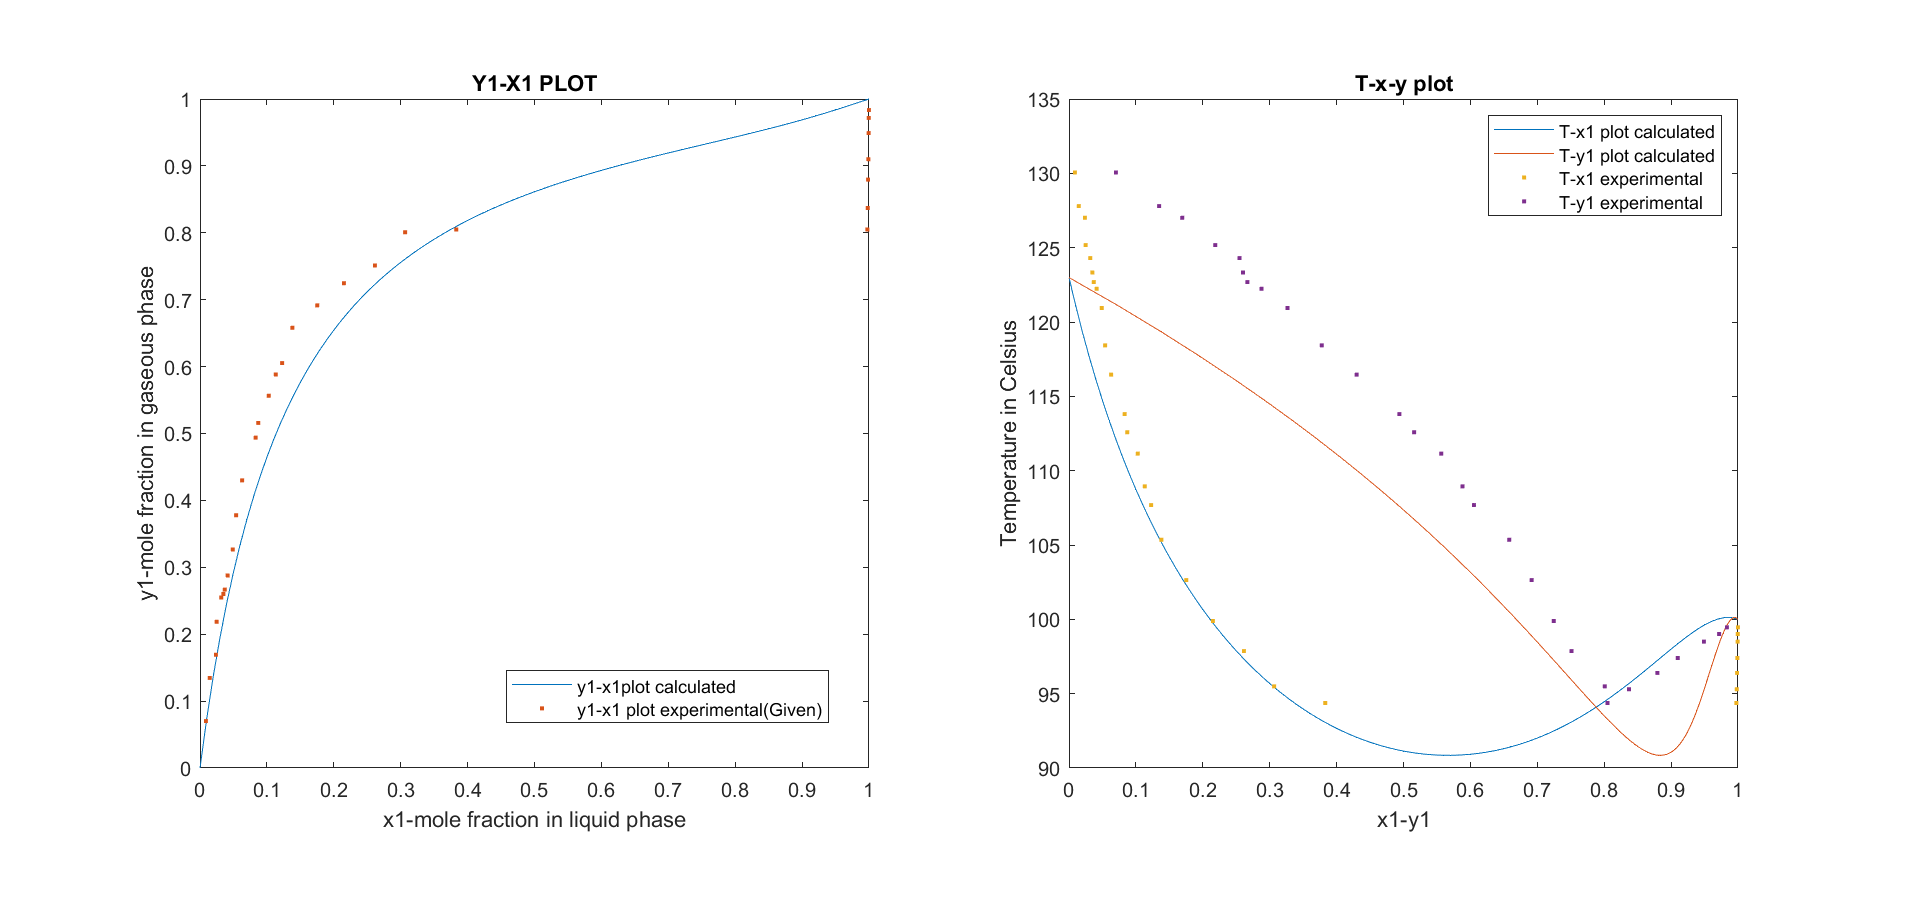 Y1-X1 PLOT
1
0.9
0.8
0.7
0.6
0.5
0.4
0.3
0.2
0.1
0
y1-mole fraction in gaseous phase
y1-x1plot calculated
y1-x1 plot experimental(Given)
0 0.1 0.2 0.3 0.4 0.5 0.6 0.7 0.8 0.9 1
x1-mole fraction in liquid phase
T-x-y plot
135
130
125
120
115
110
105
100
95
90
Temperature in Celsius
T-x1 plot calculated
T-y1 plot calculated
T-x1 experimental
T-y1 experimental
0 0.1 0.2 0.3 0.4 0.5 0.6 0.7 0.8 0.9 1
x1-y1